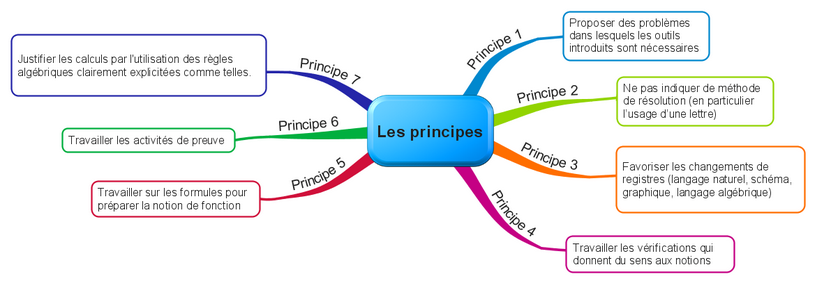 Les principes
Principe 1
Proposer des problèmes
dans lesquels les outils
introduits sont nécessaires
Principe 2
Ne pas indiquer de méthode
de résolution (en particulier
l'usage d'une lettre)
Principe 3
Favoriser les changements de
registres (langage naturel, schéma,
graphique, langage algébrique)
Principe 4
Travailler les vérifications qui
donnent du sens aux notions
Principe 5
Travailler sur les formules pour
préparer la notion de fonction
Principe 6
Travailler les activités de preuve
Principe 7
Justifier les calculs par l'utilisation des règles
algébriques clairement explicitées comme telles.